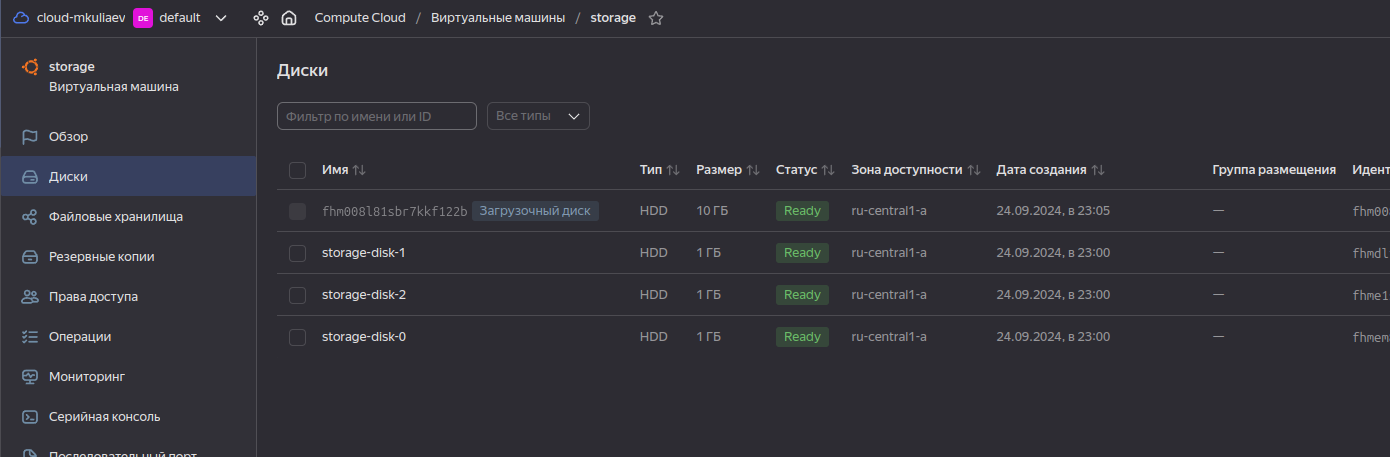 cloud-mkuliaev DE default Compute Cloud / Виртуальные машины / storage
storage
Виртуальная машина
Обзор
Диски
Файловые хранилища
Резервные копии
Права доступа
Операции
Мониторинг
Серийная консоль
Последовательный порт
Диски
Фильтр по имени или ID Все типы
Имя Тип Размер Статус Зона доступности Дата создания Группа размещения Идент
fhm008l81sbr7kkf122b Загрузочный диск HDD 10 ГБ Ready ru-central1-a 24.09.2024, в 23:05 — fhm00
storage-disk-1 HDD 1 ГБ Ready ru-central1-a 24.09.2024, в 23:00 — fhmdl
storage-disk-2 HDD 1 ГБ Ready ru-central1-a 24.09.2024, в 23:00 — fhme1
storage-disk-0 HDD 1 ГБ Ready ru-central1-a 24.09.2024, в 23:00 — fhmem